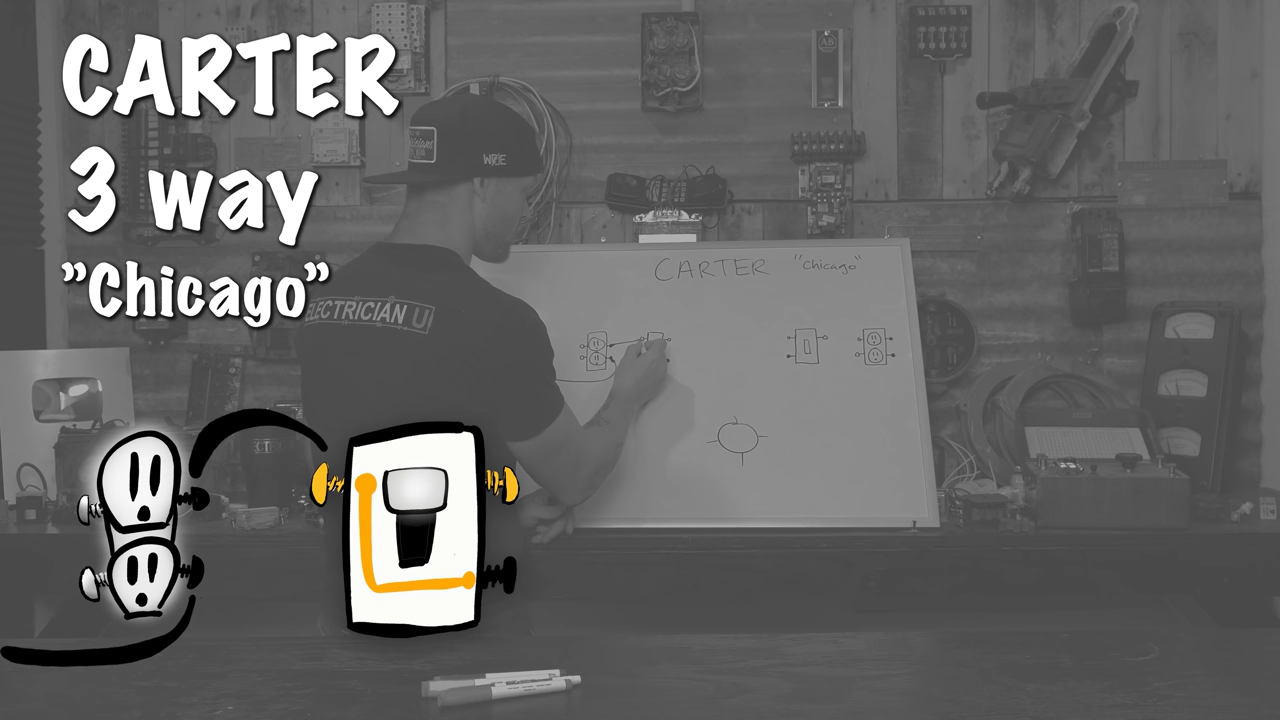 CARTER
3 way
"Chicago"
CARTER "Chicago"
ELECTRICIAN U